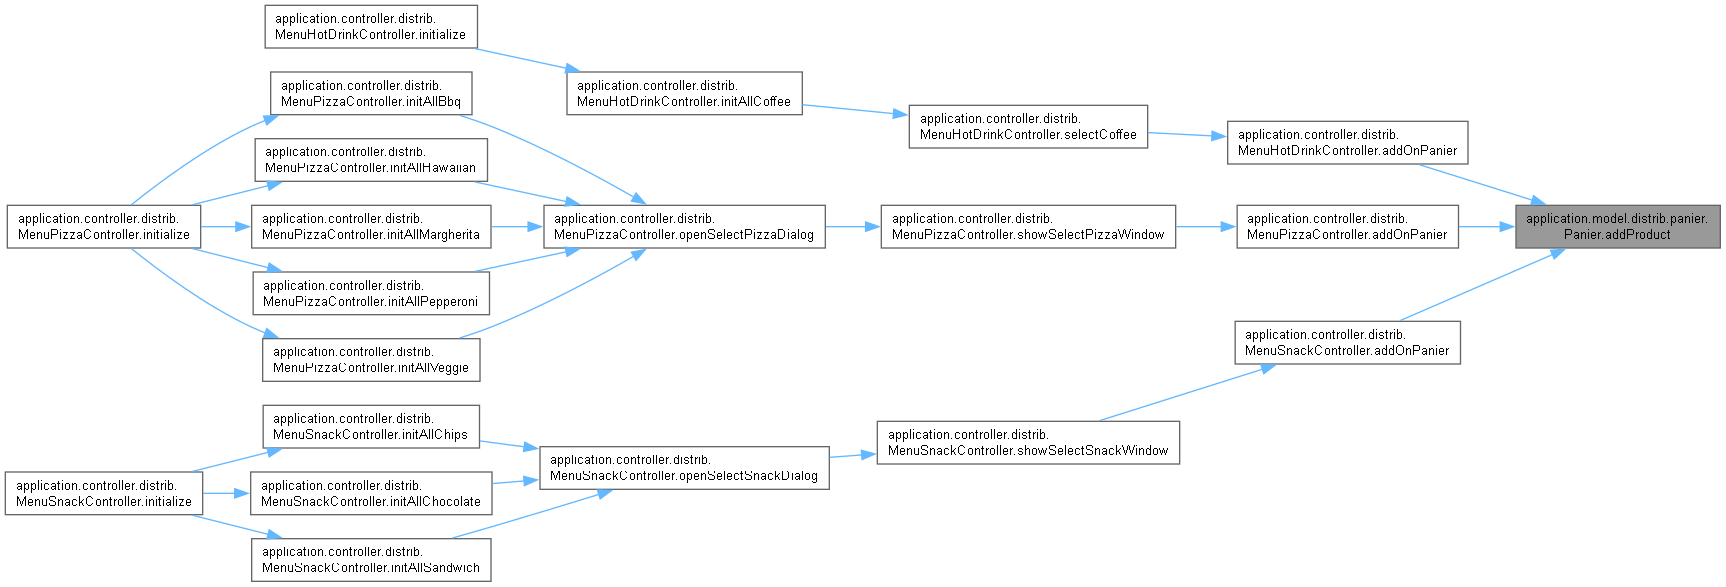 application.controller.distrib.
MenuHotDrinkController.initialize
application.controller.distrib.
MenuPizzaController.initAllBbq
application.controller.distrib.
MenuHotDrinkController.initAllCoffee
application.controller.distrib.
MenuHotDrinkController.selectCoffee
application.controller.distrib.
MenuHotDrinkController.addOnPanier
application.controller.distrib.
MenuPizzaController.initAllHawaiian
application.controller.distrib.
MenuPizzaController.initialize
application.controller.distrib.
MenuPizzaController.initAllMargherita
application.controller.distrib.
MenuPizzaController.openSelectPizzaDialog
application.controller.distrib.
MenuPizzaController.showSelectPizzaWindow
application.controller.distrib.
MenuPizzaController.addOnPanier
application.model.distrib.panier.
Panier.addProduct
application.controller.distrib.
MenuPizzaController.initAllPepperoni
application.controller.distrib.
MenuPizzaController.initAllVeggie
application.controller.distrib.
MenuSnackController.addOnPanier
application.controller.distrib.
MenuSnackController.initAllChips
application.controller.distrib.
MenuSnackController.showSelectSnackWindow
application.controller.distrib.
MenuSnackController.openSelectSnackDialog
application.controller.distrib.
MenuSnackController.initialize
application.controller.distrib.
MenuSnackController.initAllChocolate
application.controller.distrib.
MenuSnackController.initAllSandwich